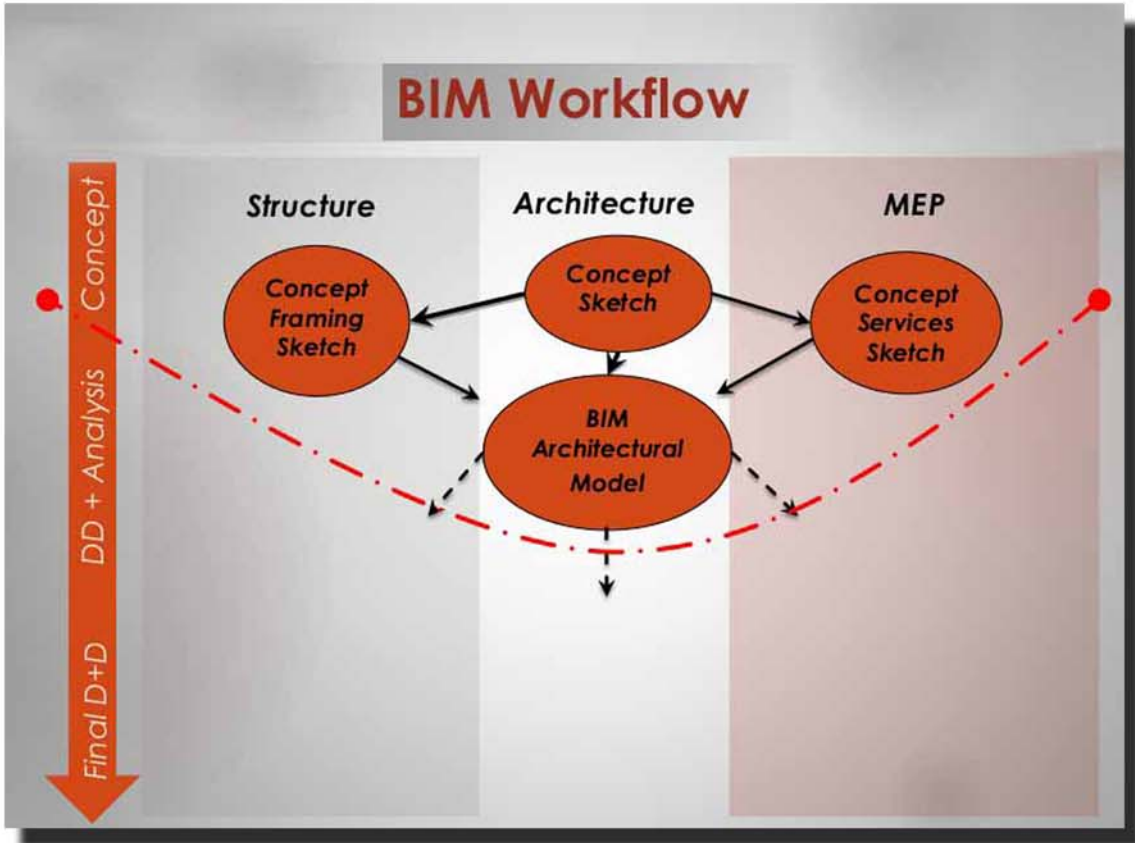 BIM Workflow
Concept
DD + Analysis
Final D+D
Structure
Architecture
MEP
Concept
Framing
Sketch
Concept
Sketch
Concept
Services
Sketch
BIM
Architectural
Model